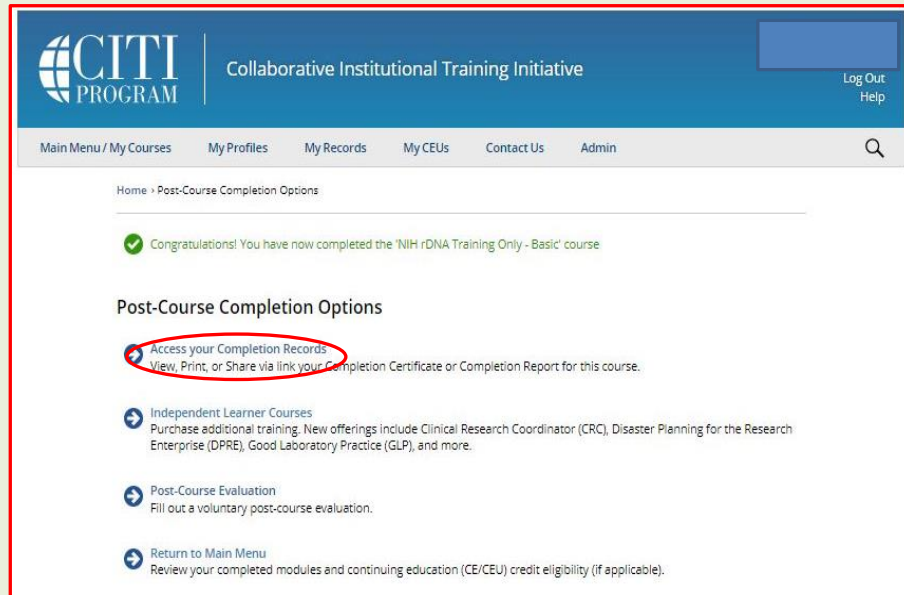 CITI
PROGRAM
Collaborative Institutional Training Initiative
Log Out
Help
Main Menu / My Courses My Profiles My Records My CEUs Contact Us Admin
Home › Post-Course Completion Options
Congratulations! You have now completed the 'NIH rDNA Training Only - Basic' course
Post-Course Completion Options
Access your Completion Records
View, Print, or Share via link your Completion Certificate or Completion Report for this course.
Independent Learner Courses
Purchase additional training. New offerings include Clinical Research Coordinator (CRC), Disaster Planning for the Research
Enterprise (DPRE), Good Laboratory Practice (GLP), and more.
Post-Course Evaluation
Fill out a voluntary post-course evaluation.
Return to Main Menu
Review your completed modules and continuing education (CE/CEU) credit eligibility (if applicable).